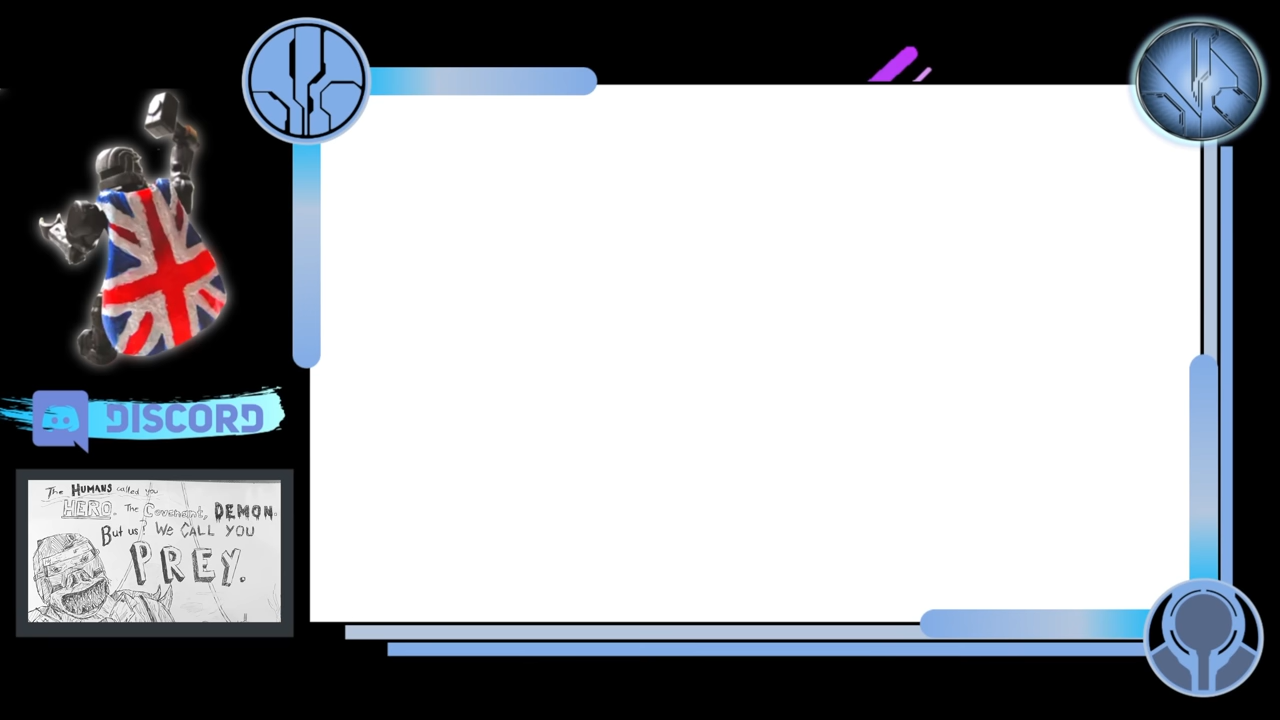 DISCORD
The HUMANS called you
HERO. The Covenant, DEMON.
But us? We CALL YOU
PREY.